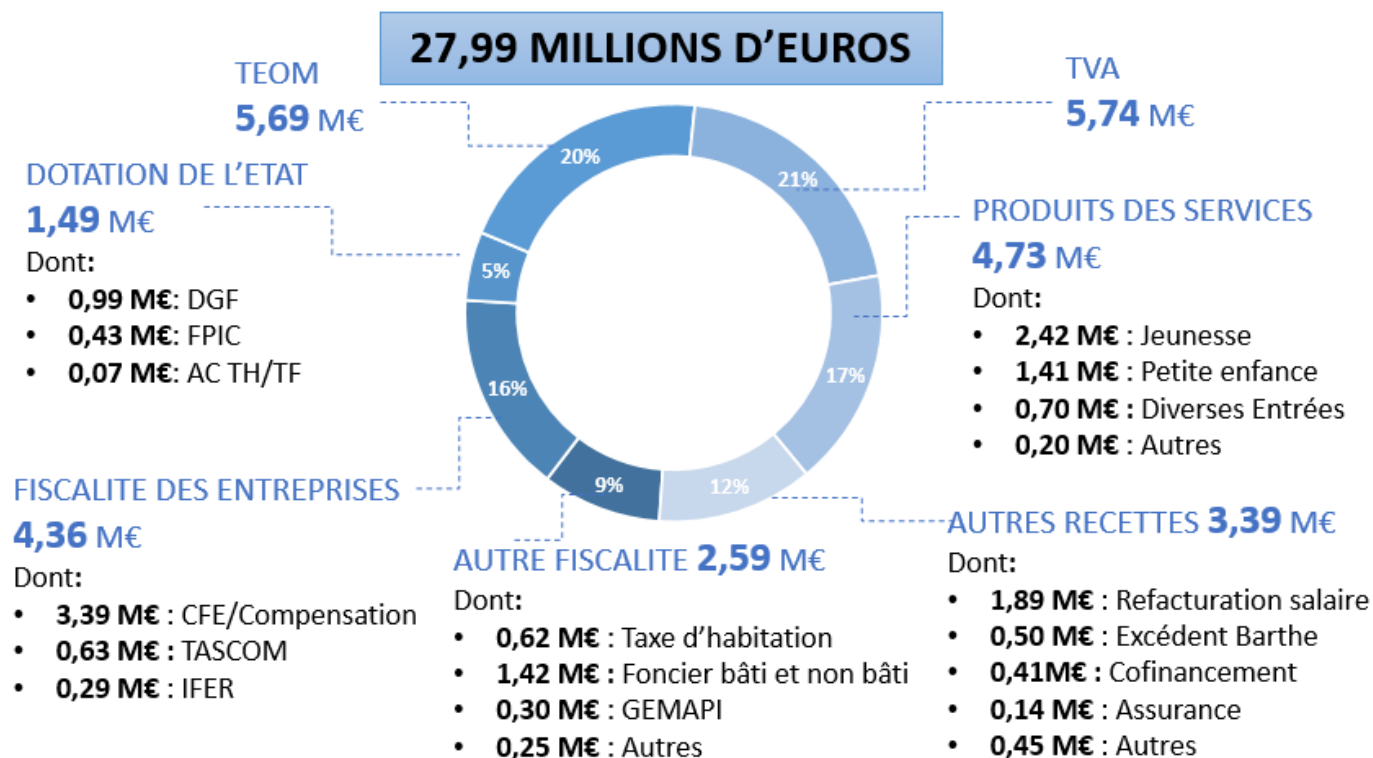 27,99 MILLIONS D'EUROS
TEOM
5,69 M€
TVA
5,74 M€
DOTATION DE L'ETAT
1,49 M€
Dont:
• 0,99 M€: DGF
• 0,43 M€: FPIC
• 0,07 M€: AC TH/TF
PRODUITS DES SERVICES
4,73 M€
Dont:
• 2,42 M€ : Jeunesse
• 1,41 M€ : Petite enfance
• 0,70 M€ : Diverses Entrées
• 0,20 M€ : Autres
20%
21%
5%
17%
16%
9%
12%
FISCALITE DES ENTREPRISES
4,36 M€
Dont:
• 3,39 M€ : CFE/Compensation
• 0,63 M€ : TASCOM
• 0,29 M€ : IFER
AUTRE FISCALITE 2,59 M€
Dont:
• 0,62 M€ : Taxe d'habitation
• 1,42 M€ : Foncier bâti et non bâti
• 0,30 M€ : GEMAPI
• 0,25 M€ : Autres
AUTRES RECETTES 3,39 M€
Dont:
• 1,89 M€ : Refacturation salaire
• 0,50 M€ : Excédent Barthe
• 0,41M€ : Cofinancement
• 0,14 M€ : Assurance
• 0,45 M€ : Autres